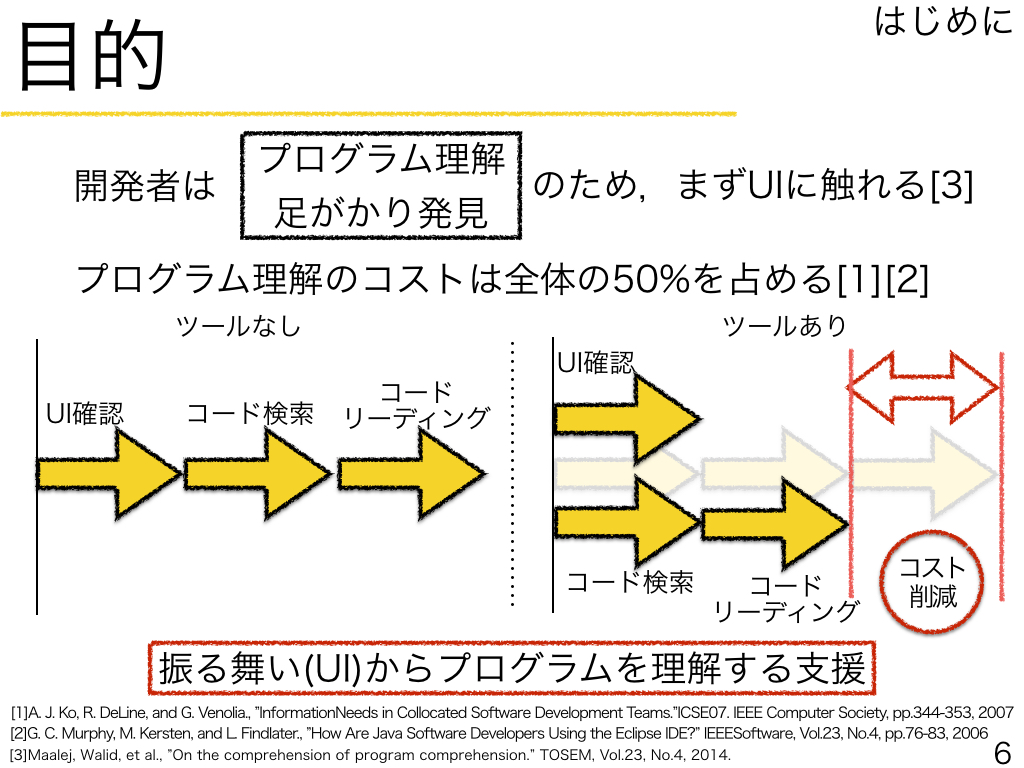 はじめに
目的
開発者は
プログラム理解
足がかり発見
のため，まずUIに触れる[3]
プログラム理解のコストは全体の50%を占める[1][2]
ツールなし
UI確認
コード検索
コード
リーディング
ツールあり
UI確認
コード検索
コード
リーディング
コスト
削減
振る舞い(UI)からプログラムを理解する支援
[1]A. J. Ko, R. DeLine, and G. Venolia., ”InformationNeeds in Collocated Software Development Teams.”ICSE07. IEEE Computer Society, pp.344-353, 2007
[2]G. C. Murphy, M. Kersten, and L. Findlater., ”How Are Java Software Developers Using the Eclipse IDE?” IEEESoftware, Vol.23, No.4, pp.76-83, 2006
[3]Maalej, Walid, et al., ”On the comprehension of program comprehension.” TOSEM, Vol.23, No.4, 2014.
6